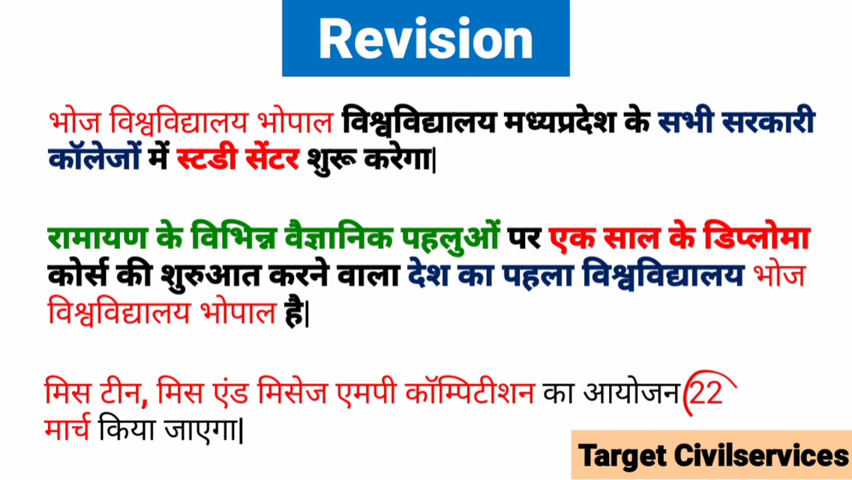 Revision
भोज विश्वविद्यालय भोपाल विश्वविद्यालय मध्यप्रदेश के सभी सरकारी
कॉलेजों में स्टडी सेंटर शुरू करेगा|
रामायण के विभिन्न वैज्ञानिक पहलुओं पर एक साल के डिप्लोमा
कोर्स की शुरुआत करने वाला देश का पहला विश्वविद्यालय भोज
विश्वविद्यालय भोपाल है|
मिस टीन, मिस एंड मिसेज एमपी कॉम्पिटीशन का आयोजन 22
मार्च किया जाएगा|
Target Civilservices